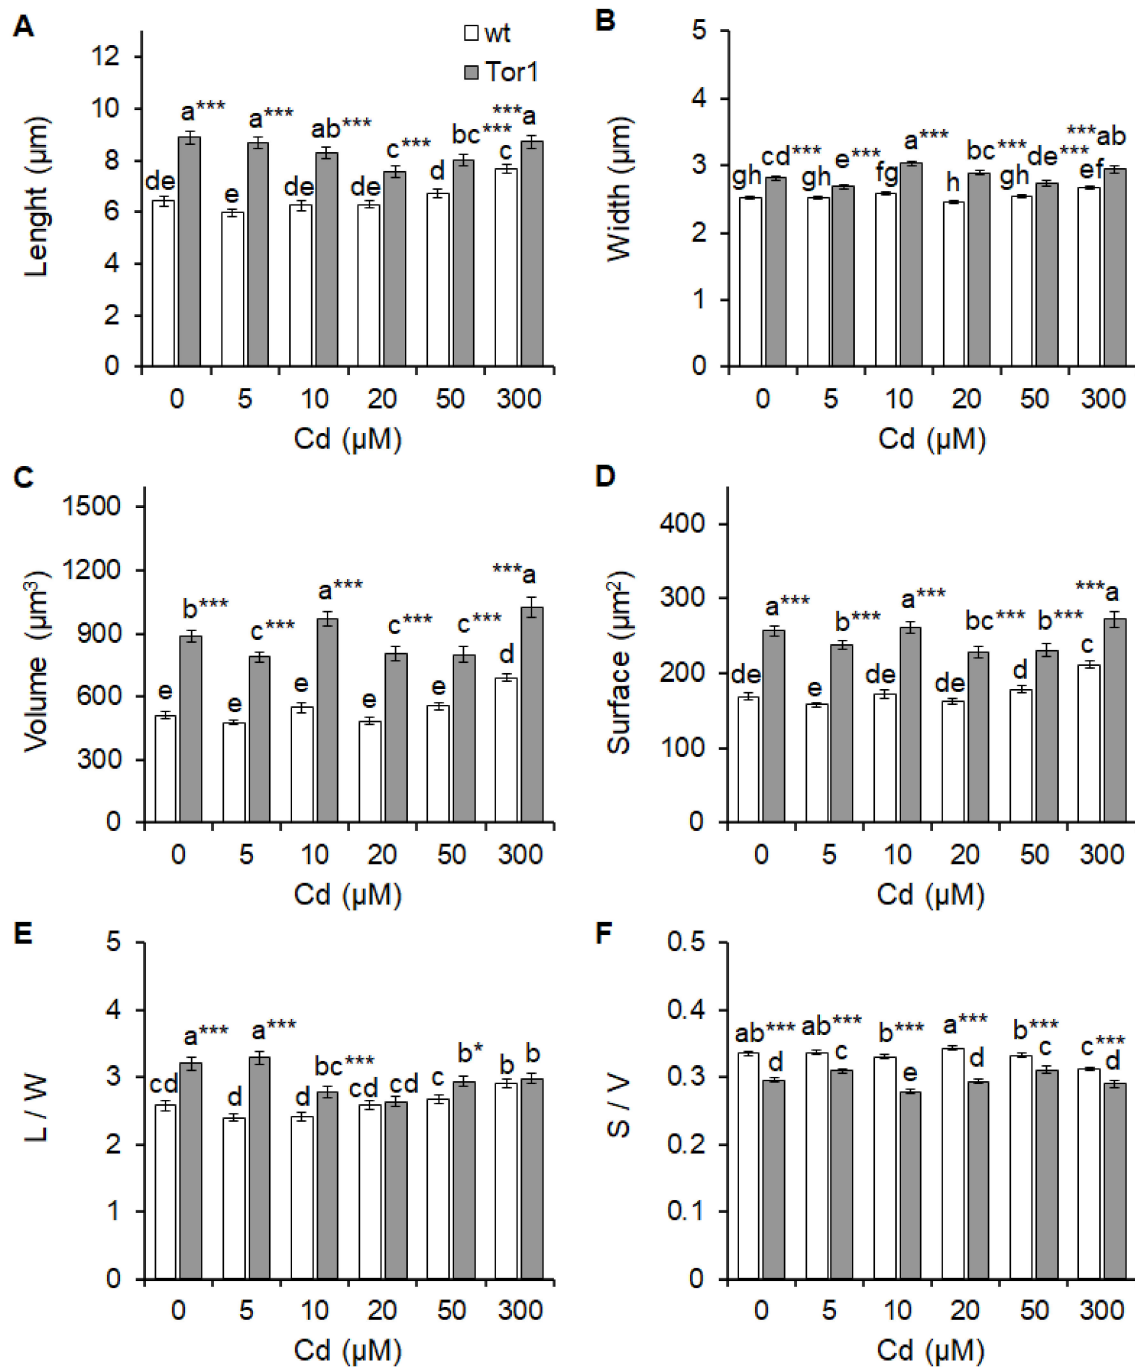 A
wt
Tor1
Lenght (µm)
12
10
8
6
4
2
0
de a***
e a***
de ab***
de c***
d bc***
c ***a
0 5 10 20 50 300
Cd (µM)
B
Width (µm)
5
4
3
2
1
0
gh cd***
gh e***
fg a***
h bc***
gh de***
ef ***ab
0 5 10 20 50 300
Cd (µM)
C
Volume (µm³)
1500
1200
900
600
300
0
e b***
e c***
e a***
e c***
e c***
d ***a
0 5 10 20 50 300
Cd (µM)
D
Surface (µm²)
400
300
200
100
0
de a***
e b***
de a***
de bc***
d b***
c ***a
0 5 10 20 50 300
Cd (µM)
E
L / W
5
4
3
2
1
0
cd a***
d a***
d bc***
cd cd
c b*
b b
0 5 10 20 50 300
Cd (µM)
F
S / V
0.5
0.4
0.3
0.2
0.1
0
ab*** d
ab*** c
b*** e
a*** d
b*** c
c*** d
0 5 10 20 50 300
Cd (µM)